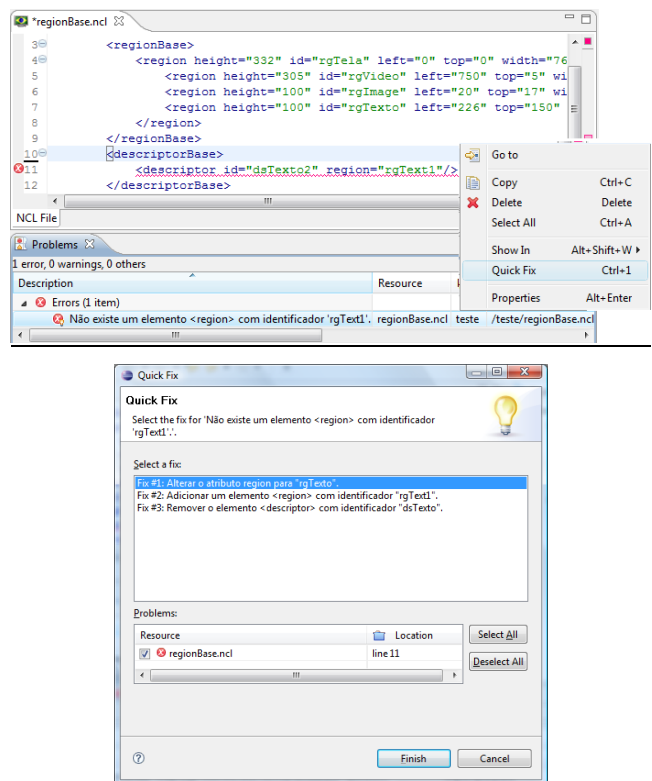 *regionBase.ncl
3 <regionBase>
4 <region height="332" id="rgTela" left="0" top="0" width="76
5 <region height="305" id="rgVideo" left="750" top="5" wi
6 <region height="100" id="rgImage" left="20" top="17" wi
7 <region height="100" id="rgTexto" left="226" top="150"
8 </region>
9 </regionBase>
10 <descriptorBase>
11 <descriptor id="dsTexto2" region="rgText1"/>
12 </descriptorBase>
NCL File
Go to
Copy Ctrl+C
Delete Delete
Select All Ctrl+A
Show In Alt+Shift+W
Quick Fix Ctrl+1
Properties Alt+Enter
Problems
1 error, 0 warnings, 0 others
Description Resource
Errors (1 item)
Não existe um elemento <region> com identificador 'rgText1'. regionBase.ncl teste /teste/regionBase.ncl
Quick Fix
Quick Fix
Select the fix for 'Não existe um elemento <region> com identificador
'rgText1'.'.
Select a fix:
Fix #1: Alterar o atributo region para "rgTexto".
Fix #2: Adicionar um elemento <region> com identificador "rgText1".
Fix #3: Remover o elemento <descriptor> com identificador "dsTexto".
Problems:
Resource Location
regionBase.ncl line 11
Select All
Deselect All
Finish Cancel